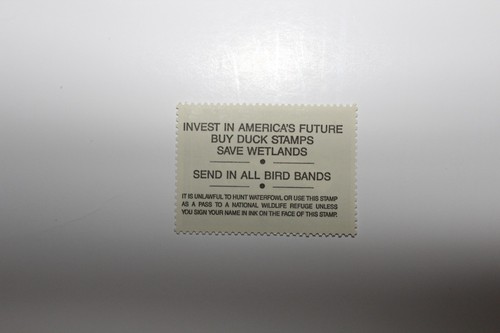 INVEST IN AMERICA'S FUTURE
BUY DUCK STAMPS
SAVE WETLANDS
SEND IN ALL BIRD BANDS
IT IS UNLAWFUL TO HUNT WATERFOWL OR USE THIS STAMP
AS A PASS TO A NATIONAL WILDLIFE REFUGE UNLESS
YOU SIGN YOUR NAME IN INK ON THE FACE OF THIS STAMP.